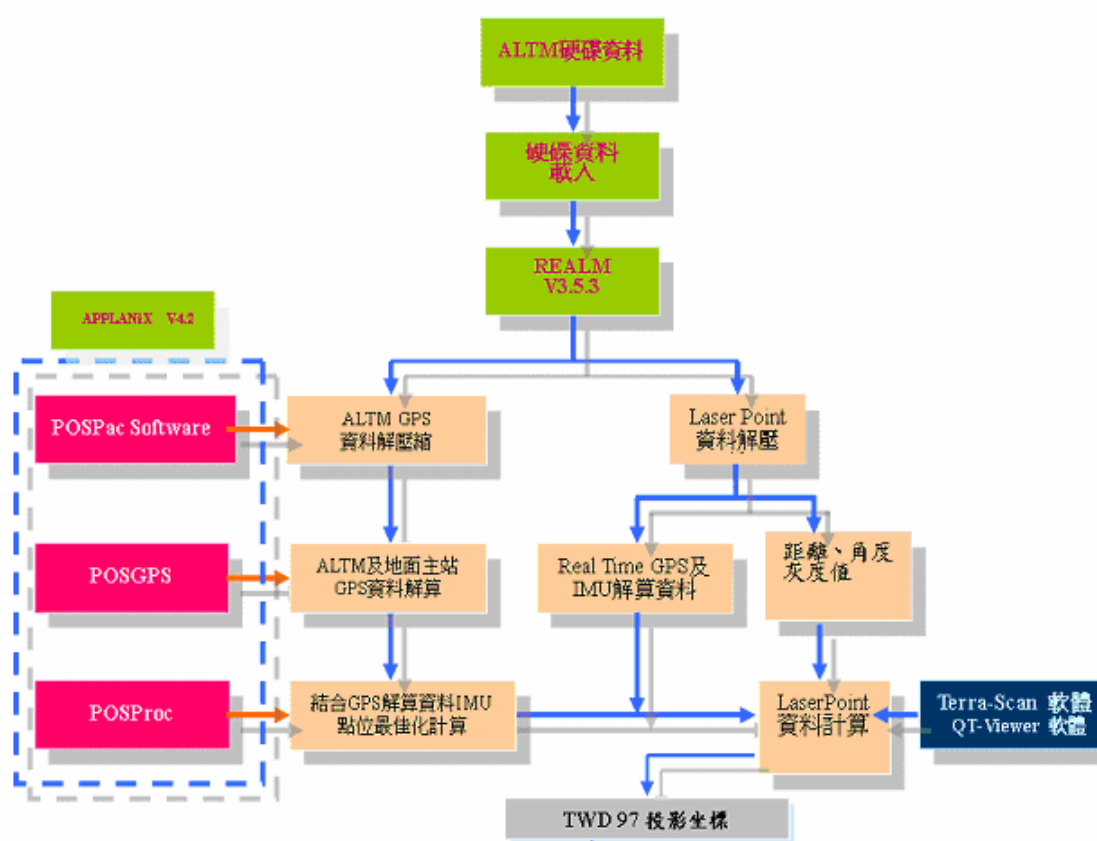 ALTM硬碟資料
硬碟資料
載入
REALM
V3.5.3
APPLANiX V4.2
POSPac Software
ALTM GPS
資料解壓縮
Laser Point
資料解壓
POSGPS
ALTM及地面主站
GPS資料解算
Real Time GPS及
IMU解算資料
距離、角度
灰度值
POSProc
結合GPS解算資料IMU
點位最佳化計算
LaserPoint
資料計算
Terra-Scan 軟體
QT-Viewer 軟體
TWD 97 投影坐標